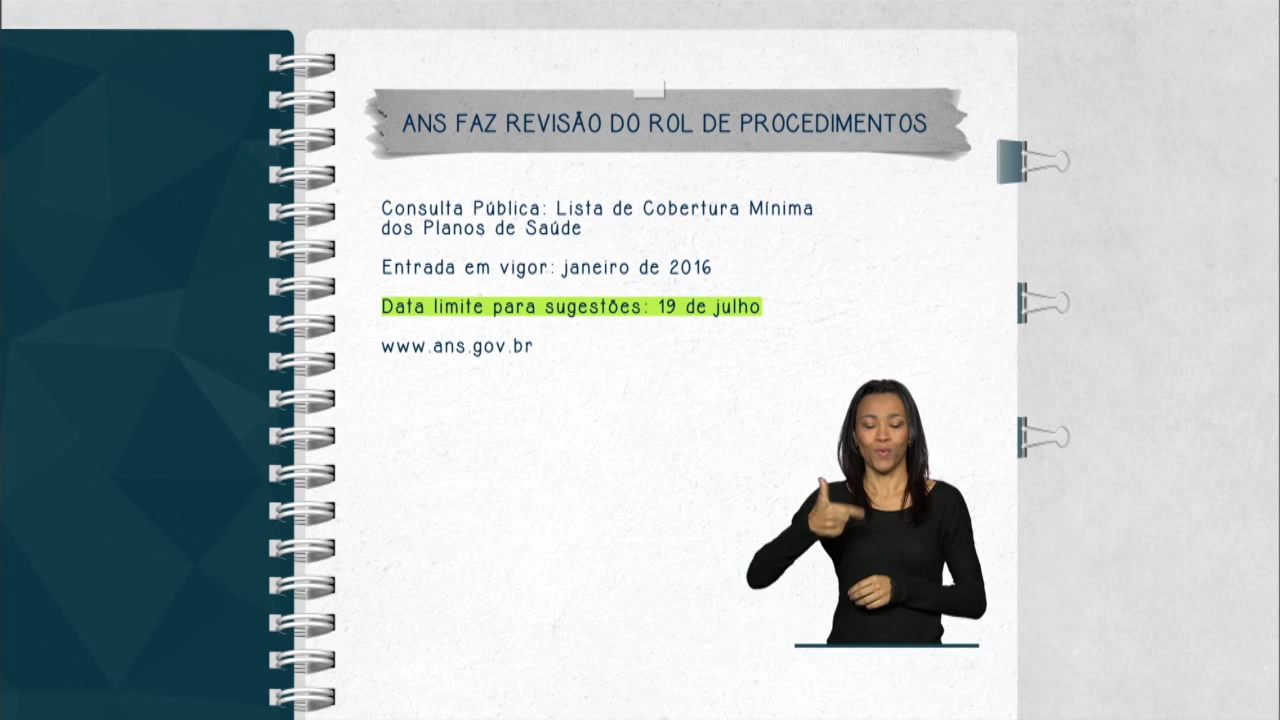 ANS FAZ REVISÃO DO ROL DE PROCEDIMENTOS
Consulta Pública: Lista de Cobertura Mínima
dos Planos de Saúde
Entrada em vigor: janeiro de 2016
Data limite para sugestões: 19 de julho
www.ans.gov.br